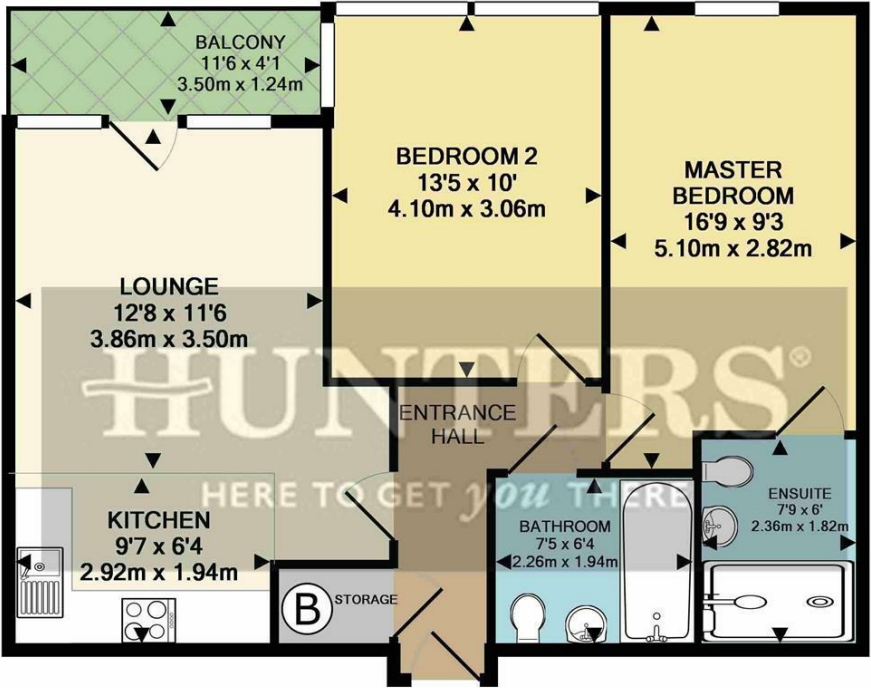 BALCONY
11'6 x 4'1
3.50m x 1.24m
BEDROOM 2
13'5 x 10'
4.10m x 3.06m
MASTER
BEDROOM
16'9 x 9'3
5.10m x 2.82m
LOUNGE
12'8 x 11'6
3.86m x 3.50m
HUNTERS®
HERE TO GET you THERE
ENTRANCE
HALL
KITCHEN
9'7 x 6'4
2.92m x 1.94m
B
STORAGE
BATHROOM
7'5 x 6'4
2.26m x 1.94m
ENSUITE
7'9 x 6'
2.36m x 1.82m